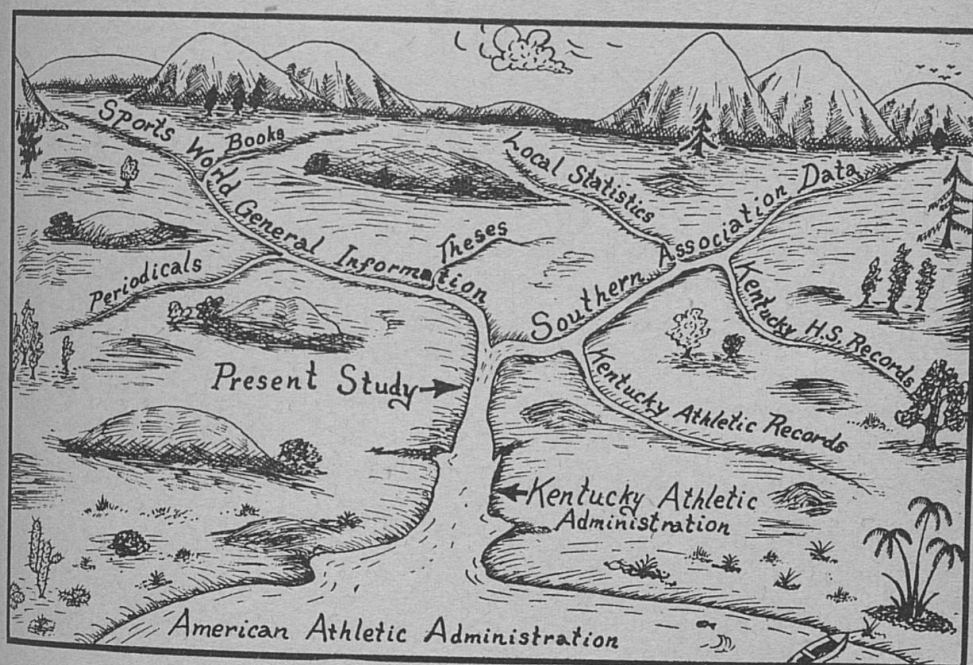 Sports World General Information
Books
Local Statistics
Southern Association Data
Theses
Periodicals
Kentucky H.S. Records
Present Study
Kentucky Athletic Records
Kentucky Athletic
Administration
American Athletic Administration